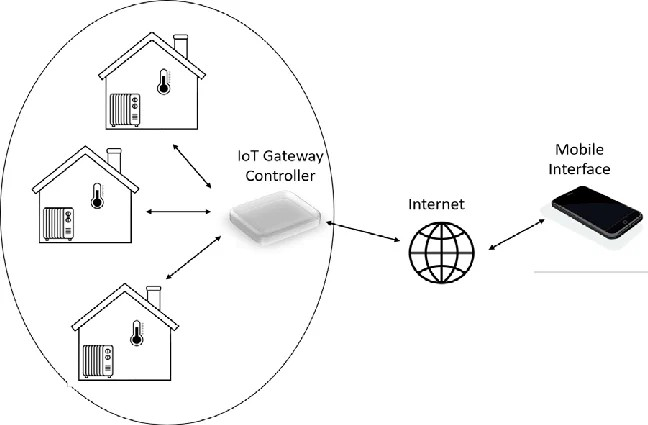 IoT Gateway
Controller
Internet
Mobile
Interface